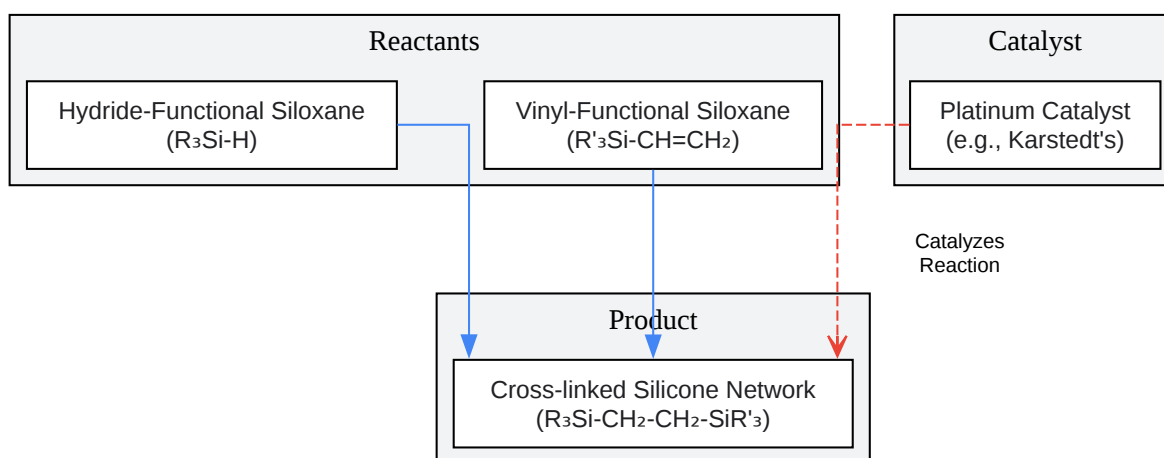 Reactants
Hydride-Functional Siloxane
(R₃Si-H)
Vinyl-Functional Siloxane
(R'₃Si-CH=CH₂)
Catalyst
Platinum Catalyst
(e.g., Karstedt's)
Catalyzes
Reaction
Product
Cross-linked Silicone Network
(R₃Si-CH₂-CH₂-SiR'₃)